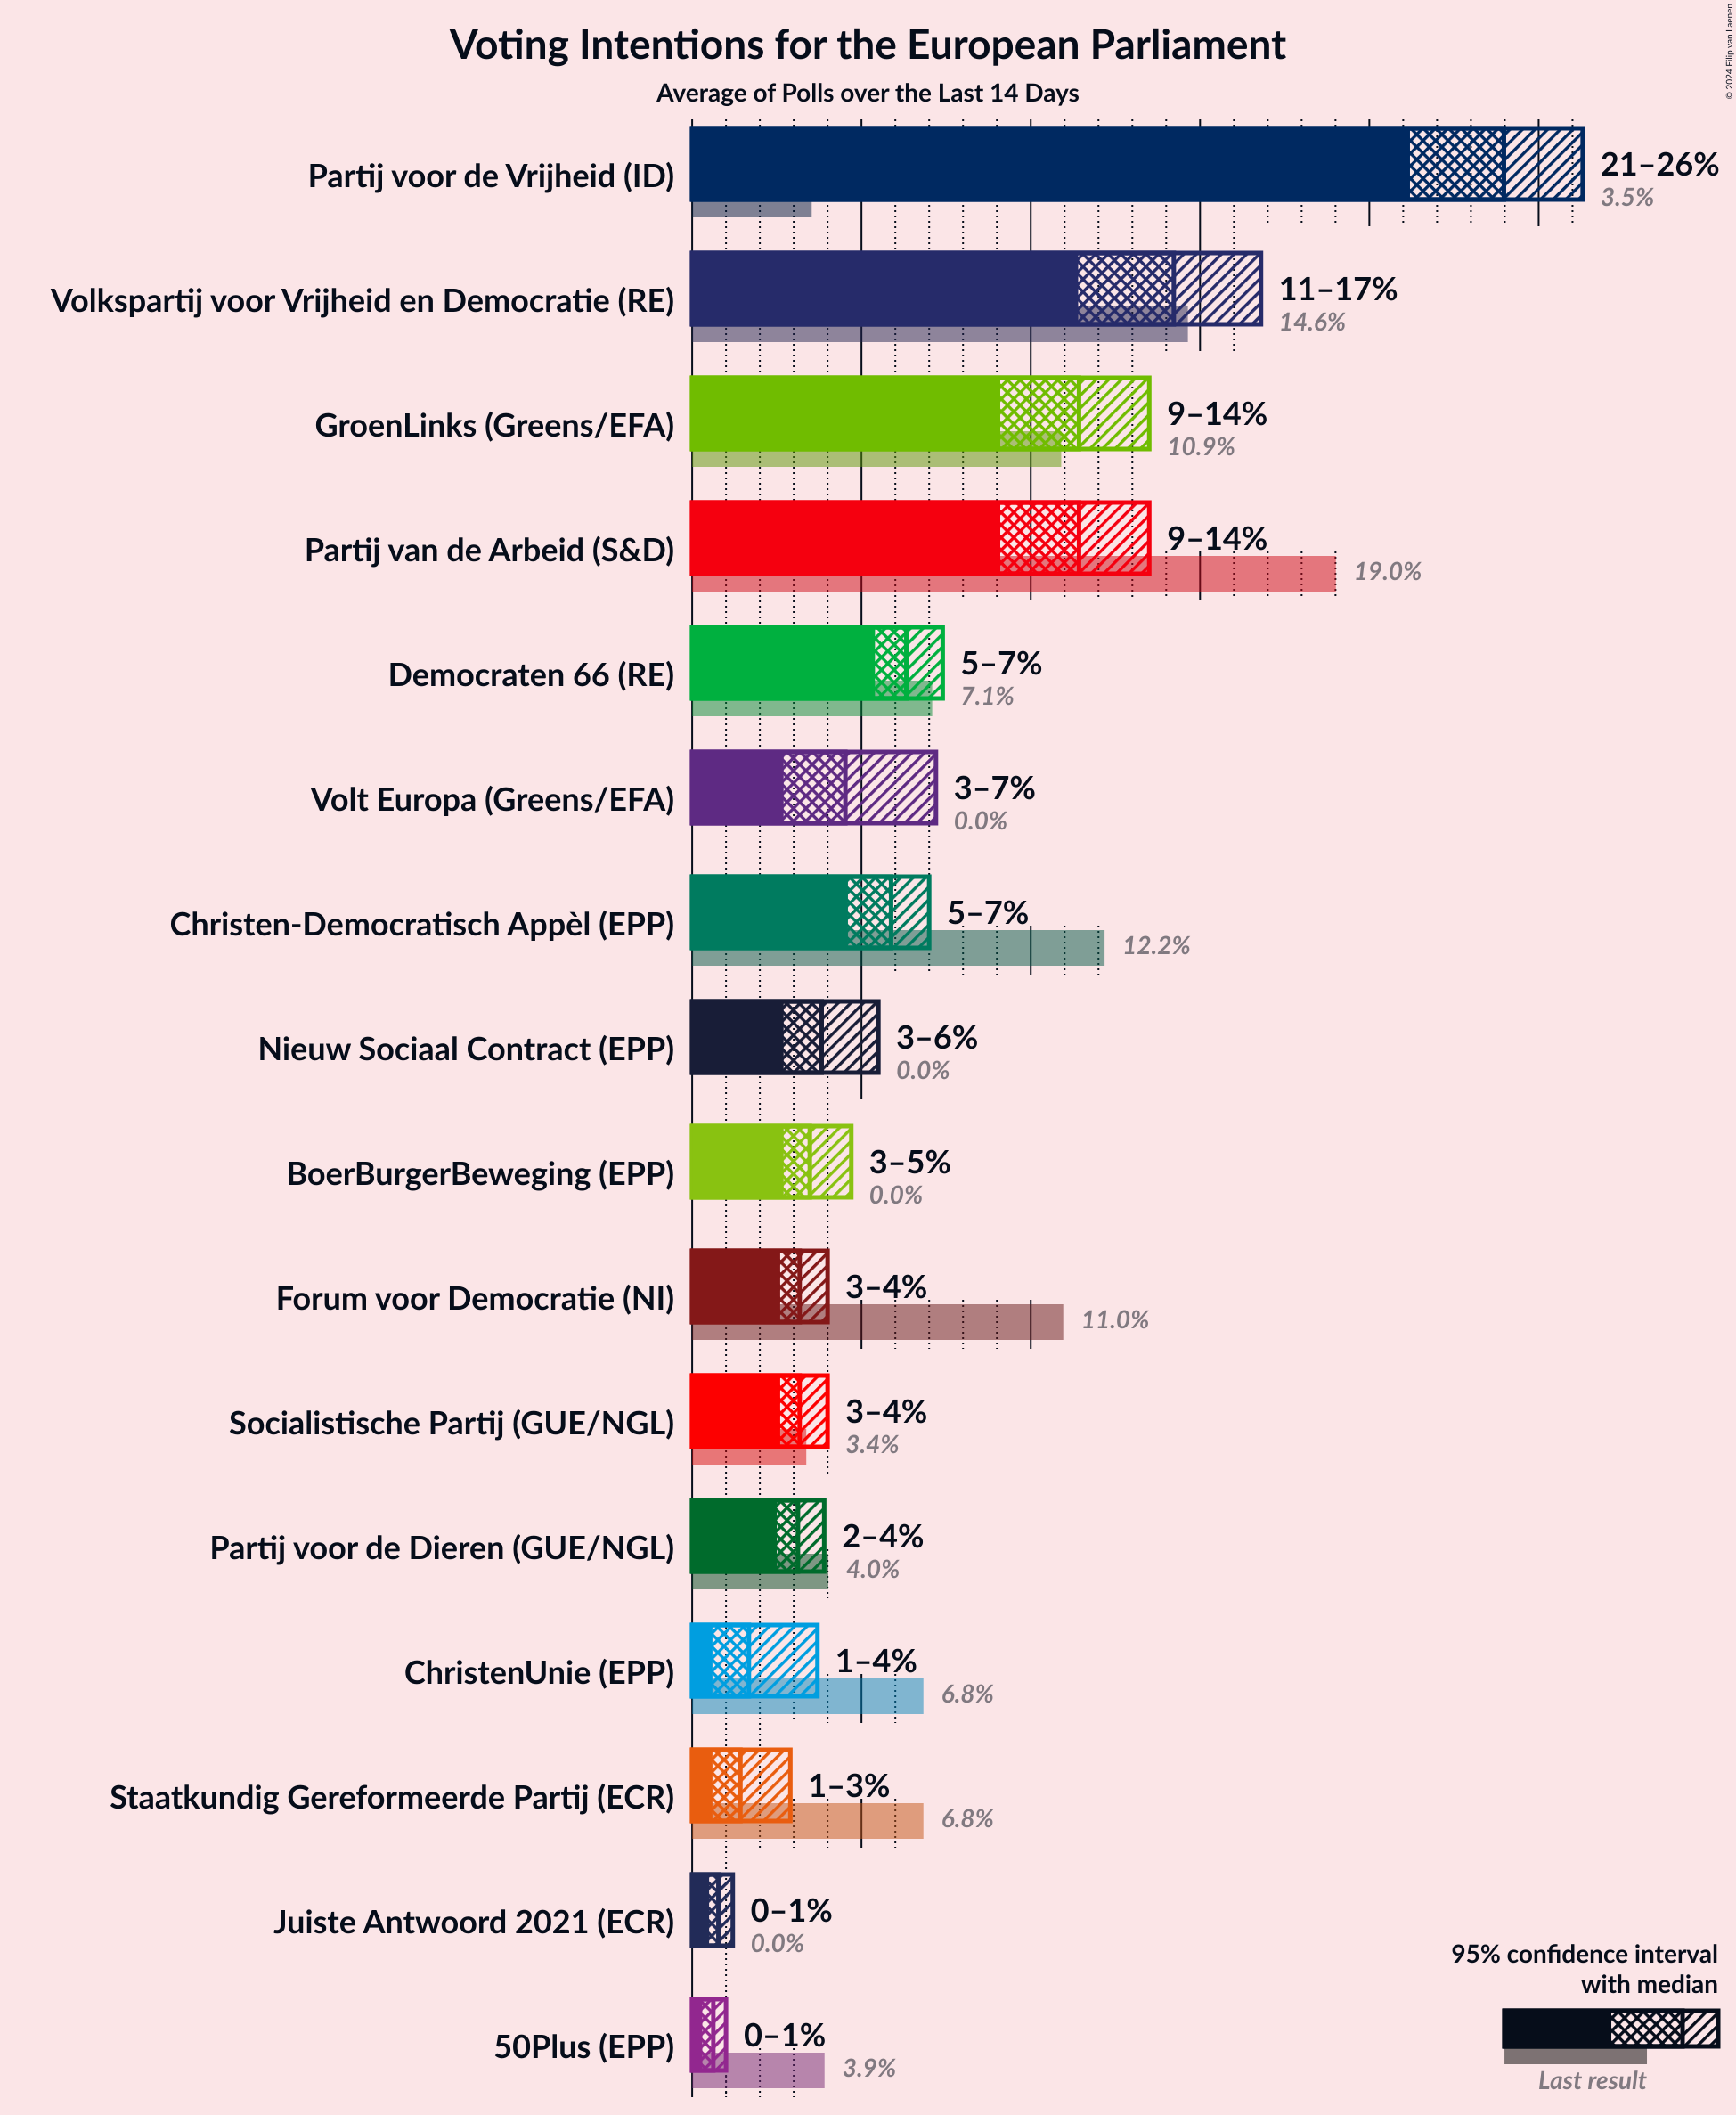 Voting Intentions for the European Parliament
Average of Polls over the Last 14 Days
© 2024 Filip van Laenen
Partij voor de Vrijheid (ID)
21–26%
3.5%
Volkspartij voor Vrijheid en Democratie (RE)
11–17%
14.6%
GroenLinks (Greens/EFA)
9–14%
10.9%
Partij van de Arbeid (S&D)
9–14%
19.0%
Democraten 66 (RE)
5–7%
7.1%
Volt Europa (Greens/EFA)
3–7%
0.0%
Christen-Democratisch Appèl (EPP)
5–7%
12.2%
Nieuw Sociaal Contract (EPP)
3–6%
0.0%
BoerBurgerBeweging (EPP)
3–5%
0.0%
Forum voor Democratie (NI)
3–4%
11.0%
Socialistische Partij (GUE/NGL)
3–4%
3.4%
Partij voor de Dieren (GUE/NGL)
2–4%
4.0%
ChristenUnie (EPP)
1–4%
6.8%
Staatkundig Gereformeerde Partij (ECR)
1–3%
6.8%
Juiste Antwoord 2021 (ECR)
0–1%
0.0%
50Plus (EPP)
0–1%
3.9%
95% confidence interval
with median
Last result